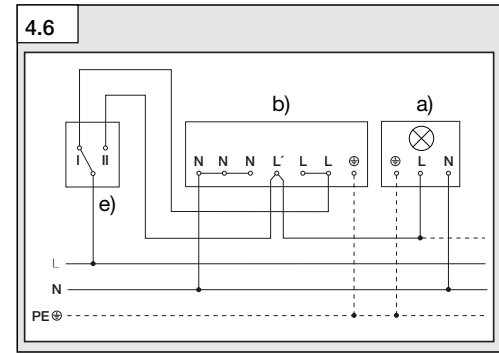 4.6
b) a)
I II
N N N L´ L L ⏚ ⏚ L N
e)
L
N
PE ⏚